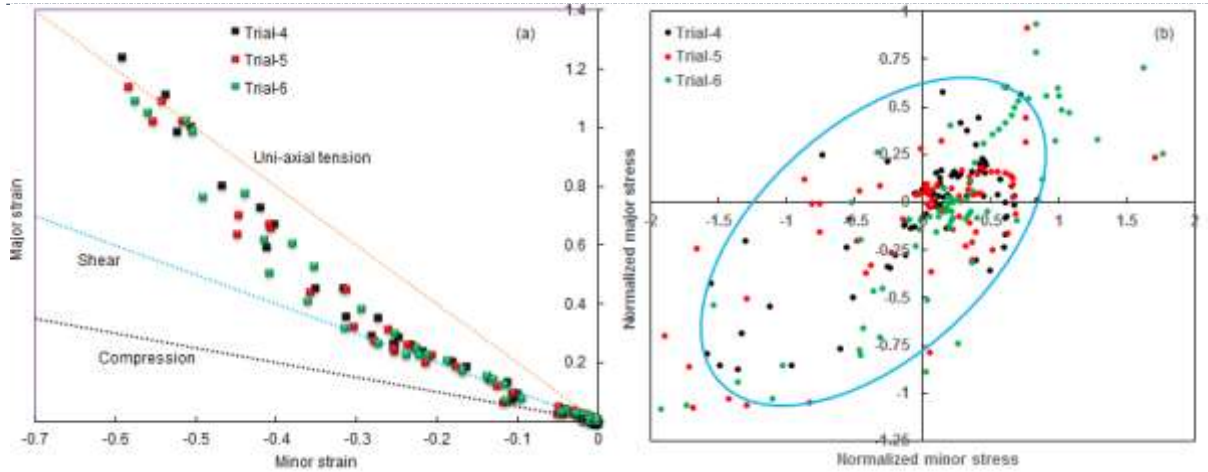 (a)
Trial-4
Trial-5
Trial-6
Uni-axial tension
Shear
Compression
Major strain
1.4
1.2
1
0.8
0.6
0.4
0.2
0
-0.7
-0.6
-0.5
-0.4
-0.3
-0.2
-0.1
0
Minor strain
(b)
Trial-4
Trial-5
Trial-6
Normalized major stress
1
0.75
0.5
0.25
0
-0.25
-0.5
-0.75
-1
-1.25
-2
-1.5
-1
-0.5
0.5
1
1.5
2
Normalized minor stress